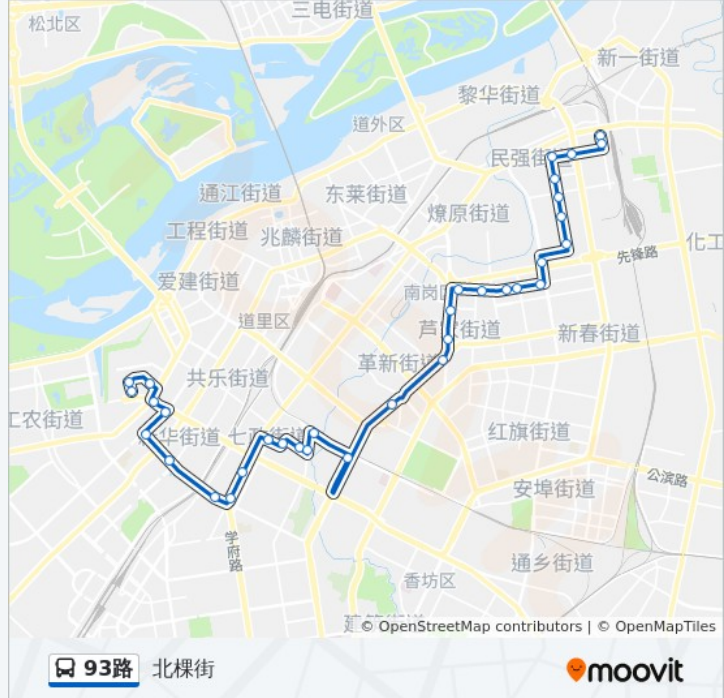 三电街道
松北区
新一街道
黎华街道
道外区
民强街道
通江街道
东莱街道
燎原街道
工程街道
兆麟街道
化工
先锋路
爱建街道
南岗区
道里区
芦家街道
新春街道
革新街道
共乐街道
工农街道
华街道
七政街道
红旗街道
公滨路
安埠街道
学府路
通乡街道
香坊区
© OpenStreetMap contributors | © OpenMapTiles
93路 北棵街
moovit